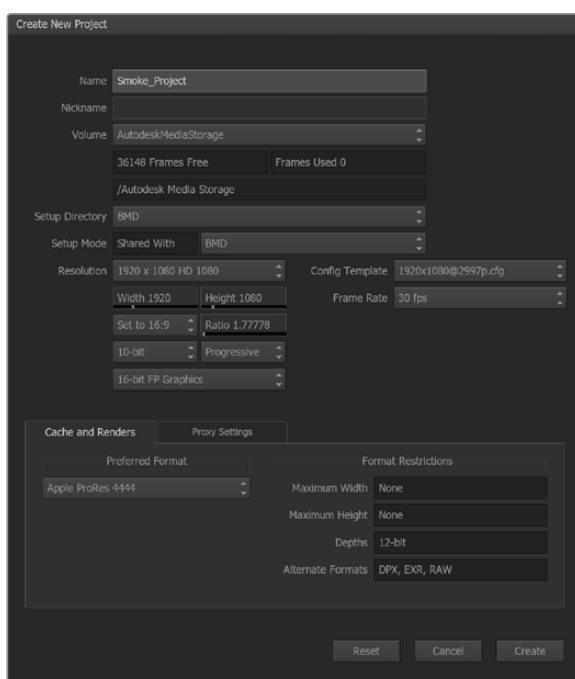 Create New Project
Name Smoke_Project
Nickname
Volume AutodeskMediaStorage
36148 Frames Free Frames Used 0
/Autodesk Media Storage
Setup Directory BMD
Setup Mode Shared With BMD
Resolution 1920 x 1080 HD 1080 Config Template 1920x1080@2997p.cfg
Width 1920 Height 1080 Frame Rate 30 fps
Set to 16:9 Ratio 1.77778
10-bit Progressive
16-bit FP Graphics
Cache and Renders Proxy Settings
Preferred Format Format Restrictions
Apple ProRes 4444 Maximum Width None
Maximum Height None
Depths 12-bit
Alternate Formats DPX, EXR, RAW
Reset Cancel Create